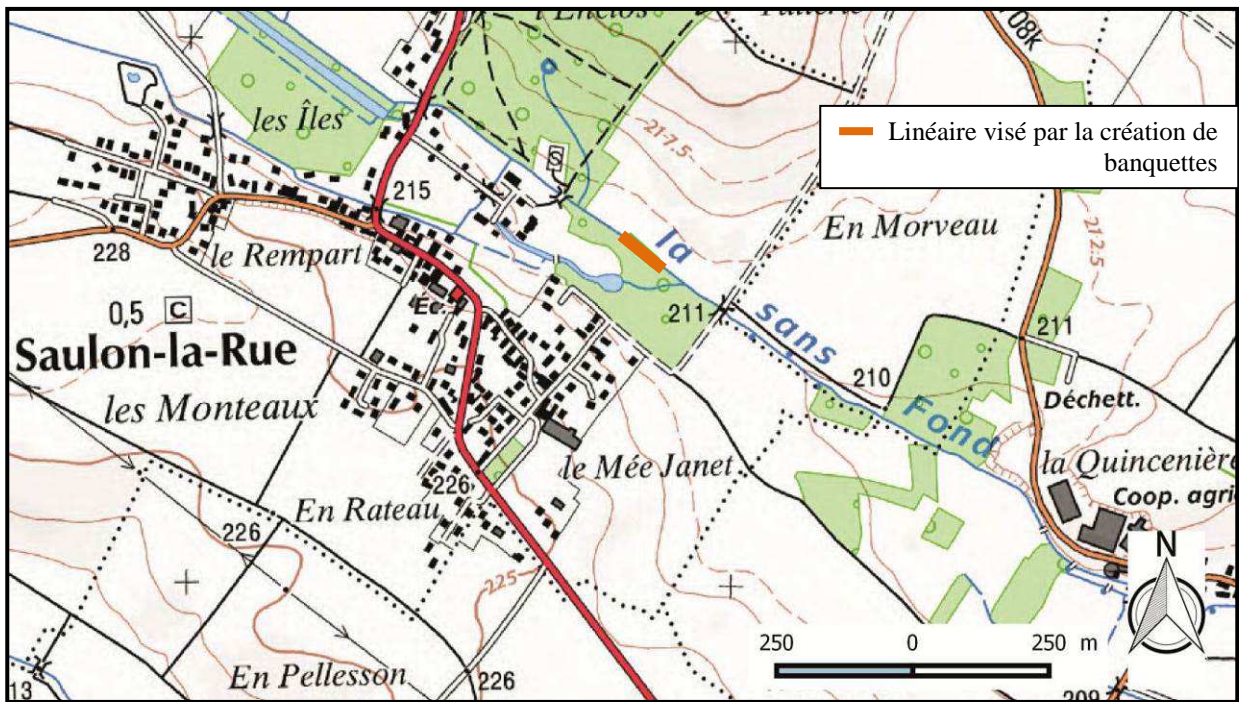 l'Enclos
708k
les Îles
217.5
Linéaire visé par la création de
banquettes
S
215
la
En Morveau
212.5
228
le Rempart
Éc.
0,5 C
211
sans
211
Saulon-la-Rue
210
les Monteaux
Fond
Déchett.
la Quincenière
le Mée Janet
226
Coop. agri
En Rateau
226
225
N
250 0 250 m
En Pellesson
226
13
209